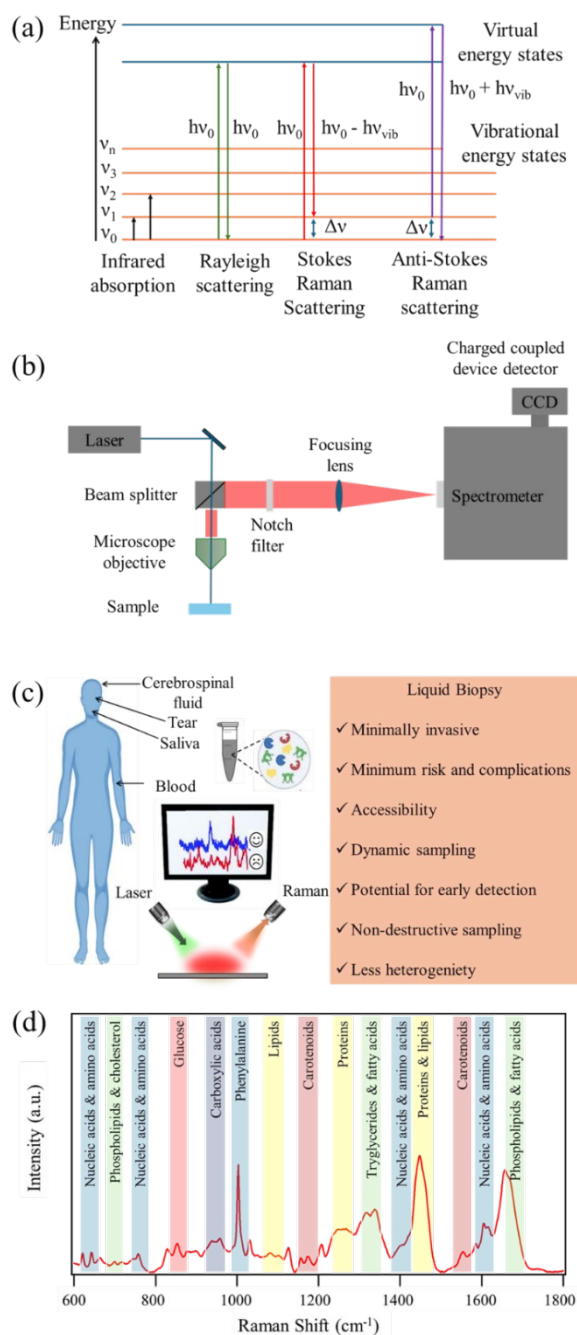 (a)
Energy
Virtual
energy states
hν₀ hν₀ hν₀ hν₀ - hνvib hν₀ hν₀ + hνvib
Vibrational
energy states
νn
ν3
ν2
ν1
ν0
Δν Δν
Infrared
absorption
Rayleigh
scattering
Stokes
Raman
Scattering
Anti-Stokes
Raman
scattering
(b)
Charged coupled
device detector
CCD
Laser
Focusing
lens
Beam splitter
Spectrometer
Notch
filter
Microscope
objective
Sample
(c)
Cerebrospinal
fluid
Tear
Saliva
Blood
Laser
Raman
Liquid Biopsy
✓ Minimally invasive
✓ Minimum risk and complications
✓ Accessibility
✓ Dynamic sampling
✓ Potential for early detection
✓ Non-destructive sampling
✓ Less heterogeniety
(d)
Intensity (a.u.)
Nucleic acids & amino acids
Phospholipids & cholesterol
Nucleic acids & amino acids
Glucose
Carboxylic acids
Phenylalanine
Lipids
Carotenoids
Proteins
Tryglycerides & fatty acids
Nucleic acids & amino acids
Proteins & lipids
Carotenoids
Nucleic acids & amino acids
Phospholipids & fatty acids
600 800 1000 1200 1400 1600 1800
Raman Shift (cm⁻¹)